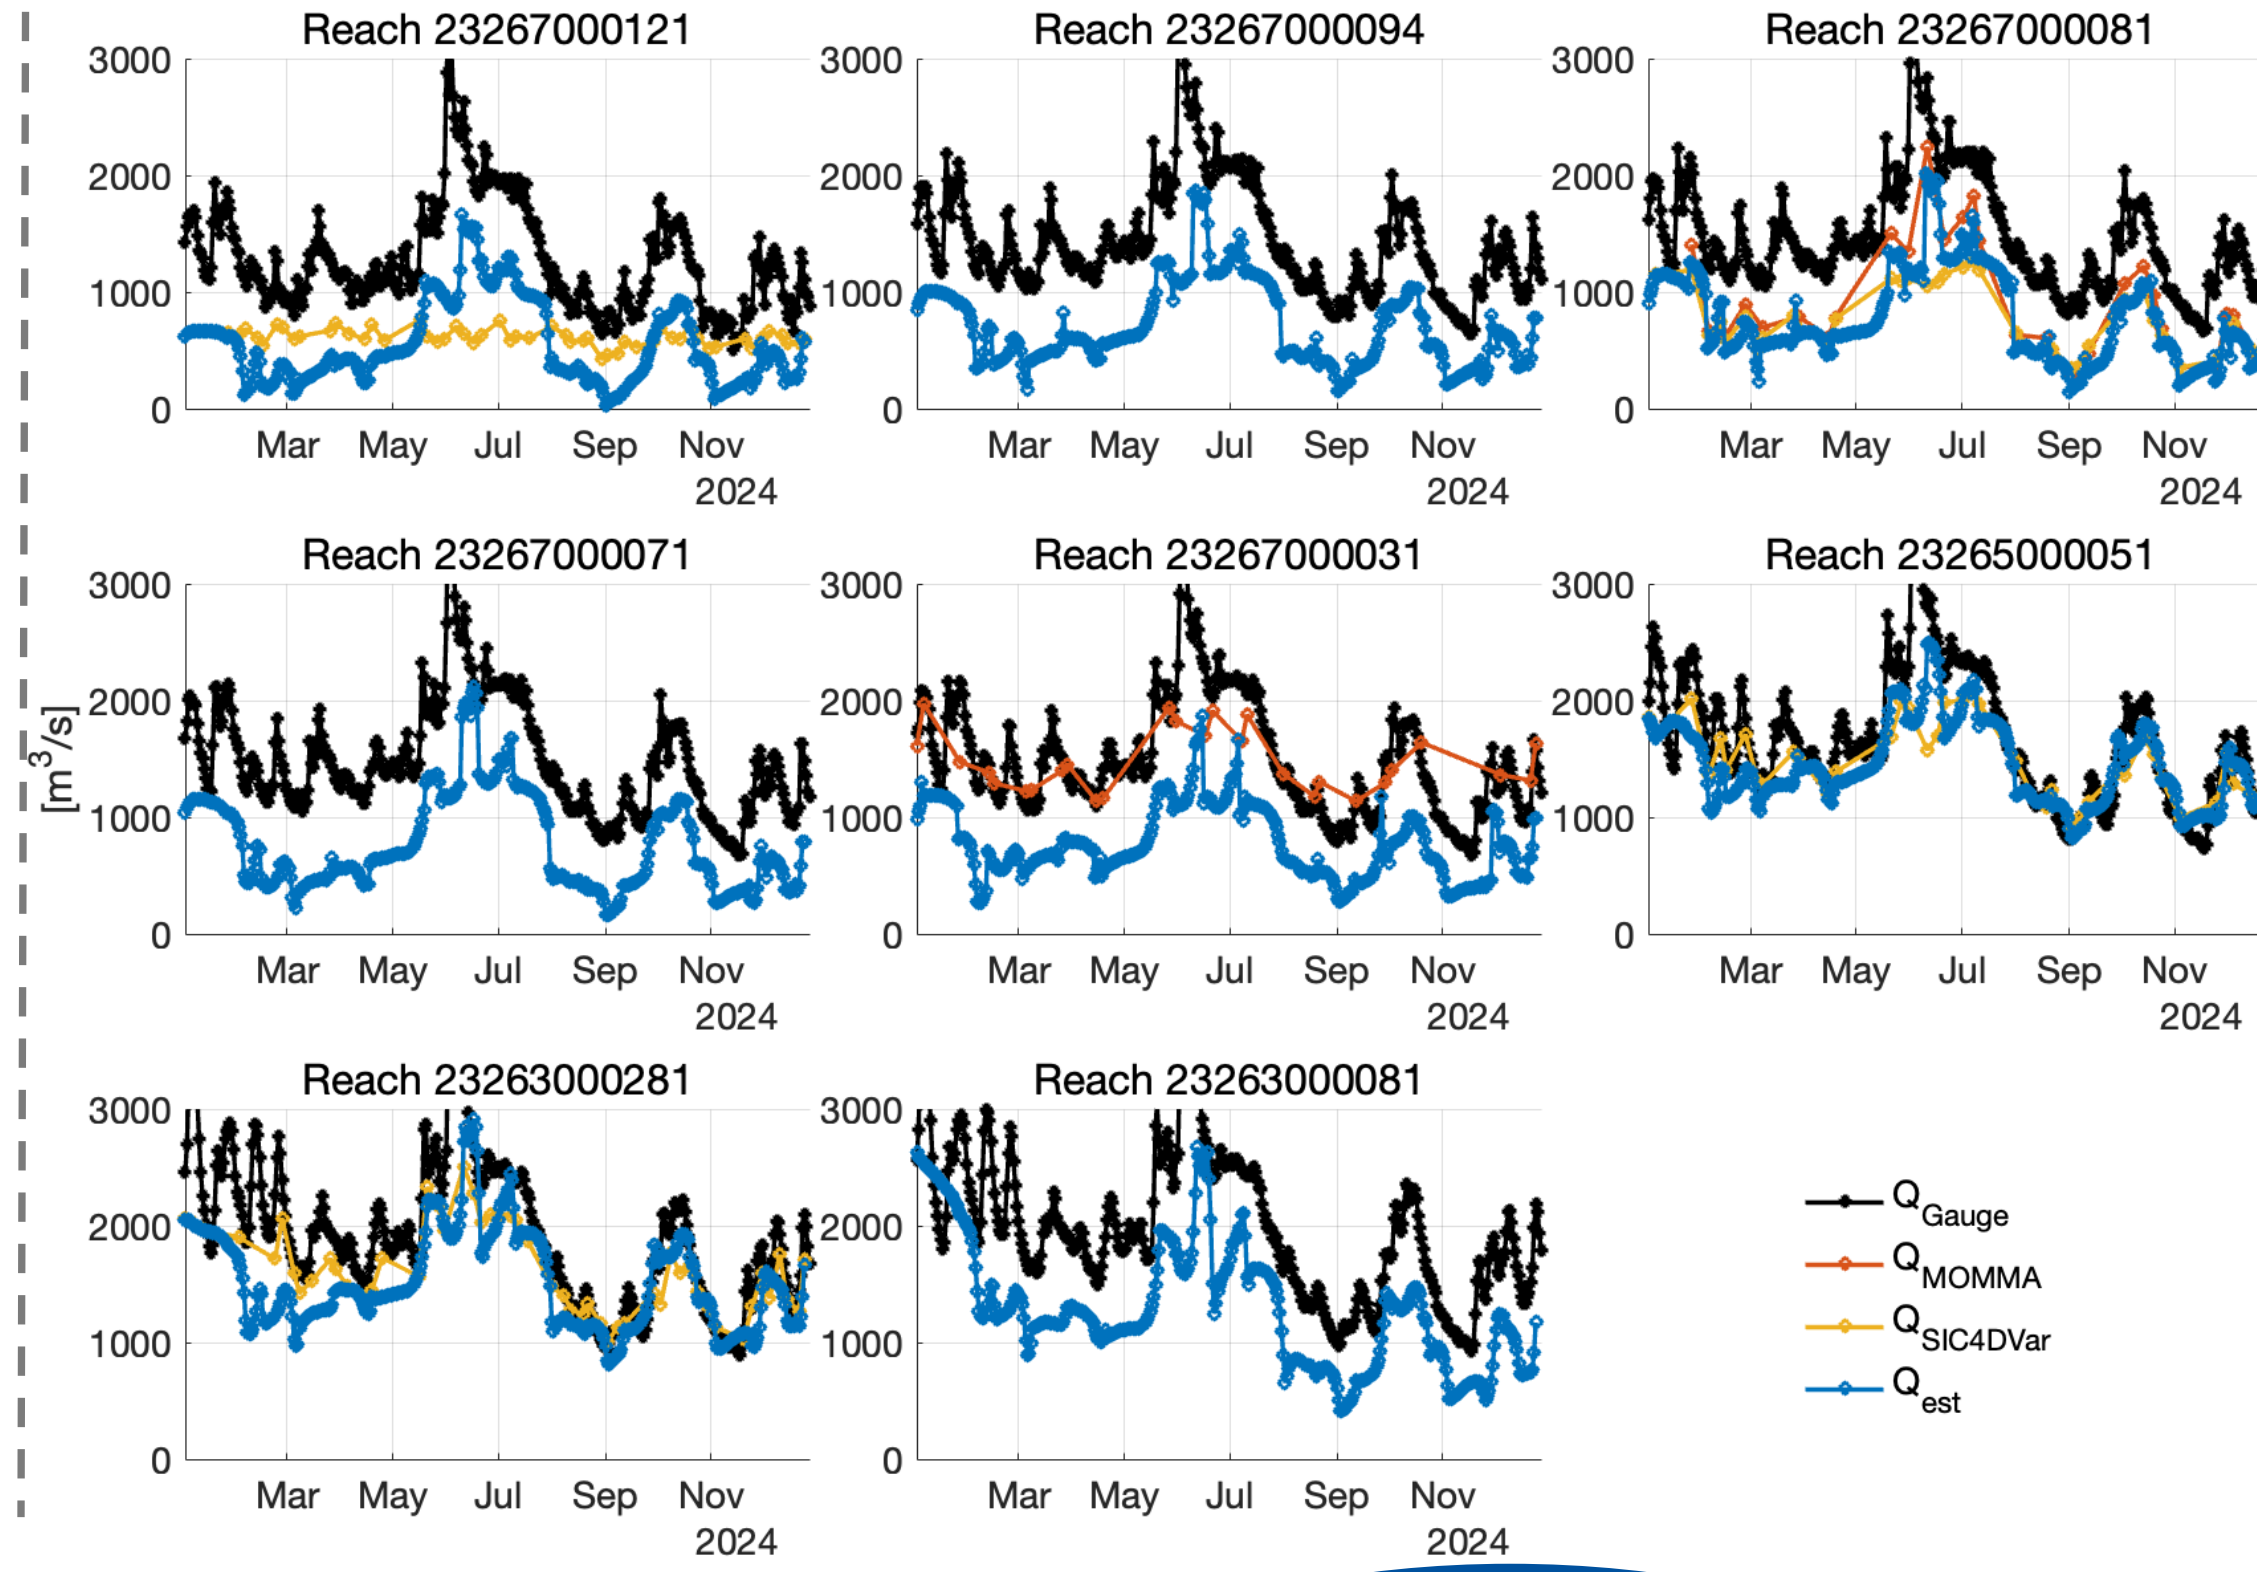 Reach 23267000121
Reach 23267000094
Reach 23267000081
3000
2000
1000
0
Mar May Jul Sep Nov
2024
3000
2000
1000
0
Mar May Jul Sep Nov
2024
3000
2000
1000
0
Mar May Jul Sep Nov
2024
[m³/s]
Reach 23267000071
Reach 23267000031
Reach 23265000051
3000
2000
1000
0
Mar May Jul Sep Nov
2024
3000
2000
1000
0
Mar May Jul Sep Nov
2024
3000
2000
1000
0
Mar May Jul Sep Nov
2024
Reach 23263000281
Reach 23263000081
3000
2000
1000
0
Mar May Jul Sep Nov
2024
3000
2000
1000
0
Mar May Jul Sep Nov
2024
Q Gauge
Q MOMMA
Q SIC4DVar
Q est